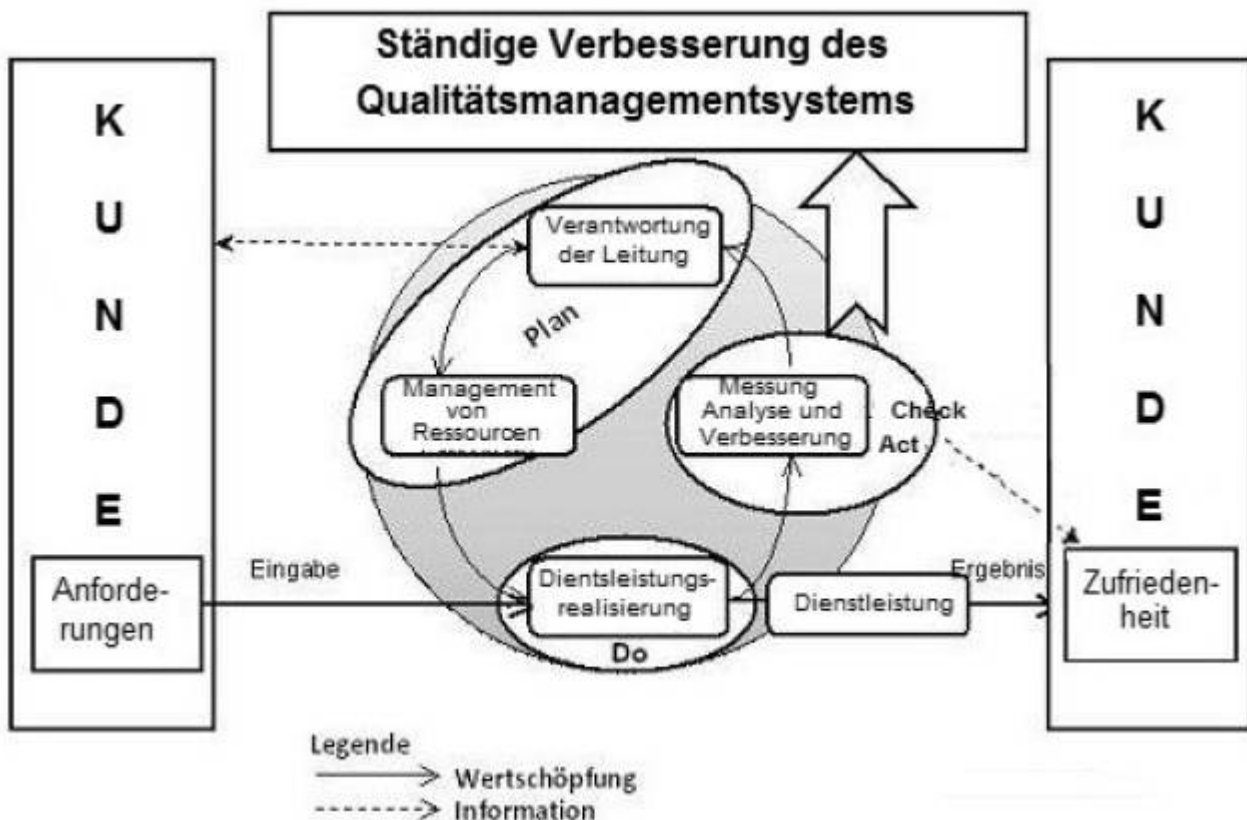 Ständige Verbesserung des
Qualitätsmanagementsystems
K
U
N
D
E
Anforde-
rungen
Eingabe
Verantwortung
der Leitung
Plan
Management
von
Ressourcen
Messung
Analyse und
Verbesserung
Check
Act
Dientsleistungs-
realisierung
Do
Dienstleistung
Ergebnis
K
U
N
D
E
Zufrieden-
heit
Legende
Wertschöpfung
Information